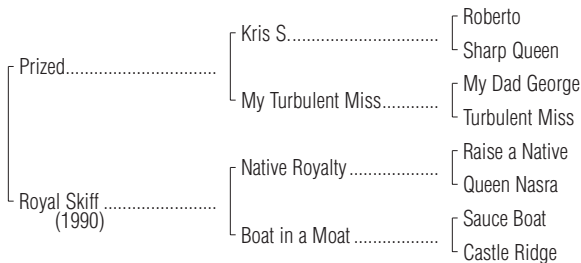 Roberto
Kris S.
Sharp Queen
Prized
My Dad George
My Turbulent Miss
Turbulent Miss
Raise a Native
Native Royalty
Queen Nasra
Royal Skiff
(1990)
Sauce Boat
Boat in a Moat
Castle Ridge